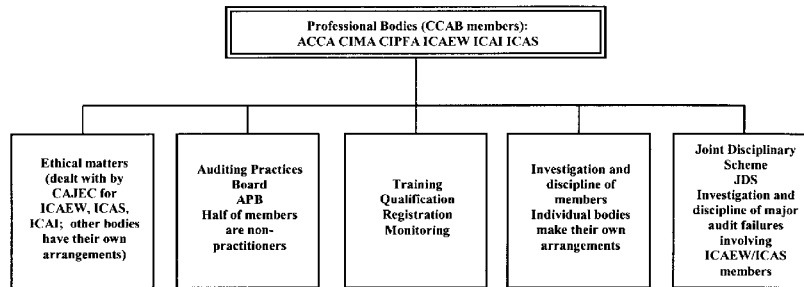 Professional Bodies (CCAB members):
ACCA CIMA CIPFA ICAEW ICAI ICAS
Ethical matters
(dealt with by
CAJEC for
ICAEW, ICAS,
ICAI; other bodies
have their own
arrangements)
Auditing Practices
Board
APB
Half of members
are non-
practitioners
Training
Qualification
Registration
Monitoring
Investigation and
discipline of
members
Individual bodies
make their own
arrangements
Joint Disciplinary
Scheme
JDS
Investigation and
discipline of major
audit failures
involving
ICAEW/ICAS
members